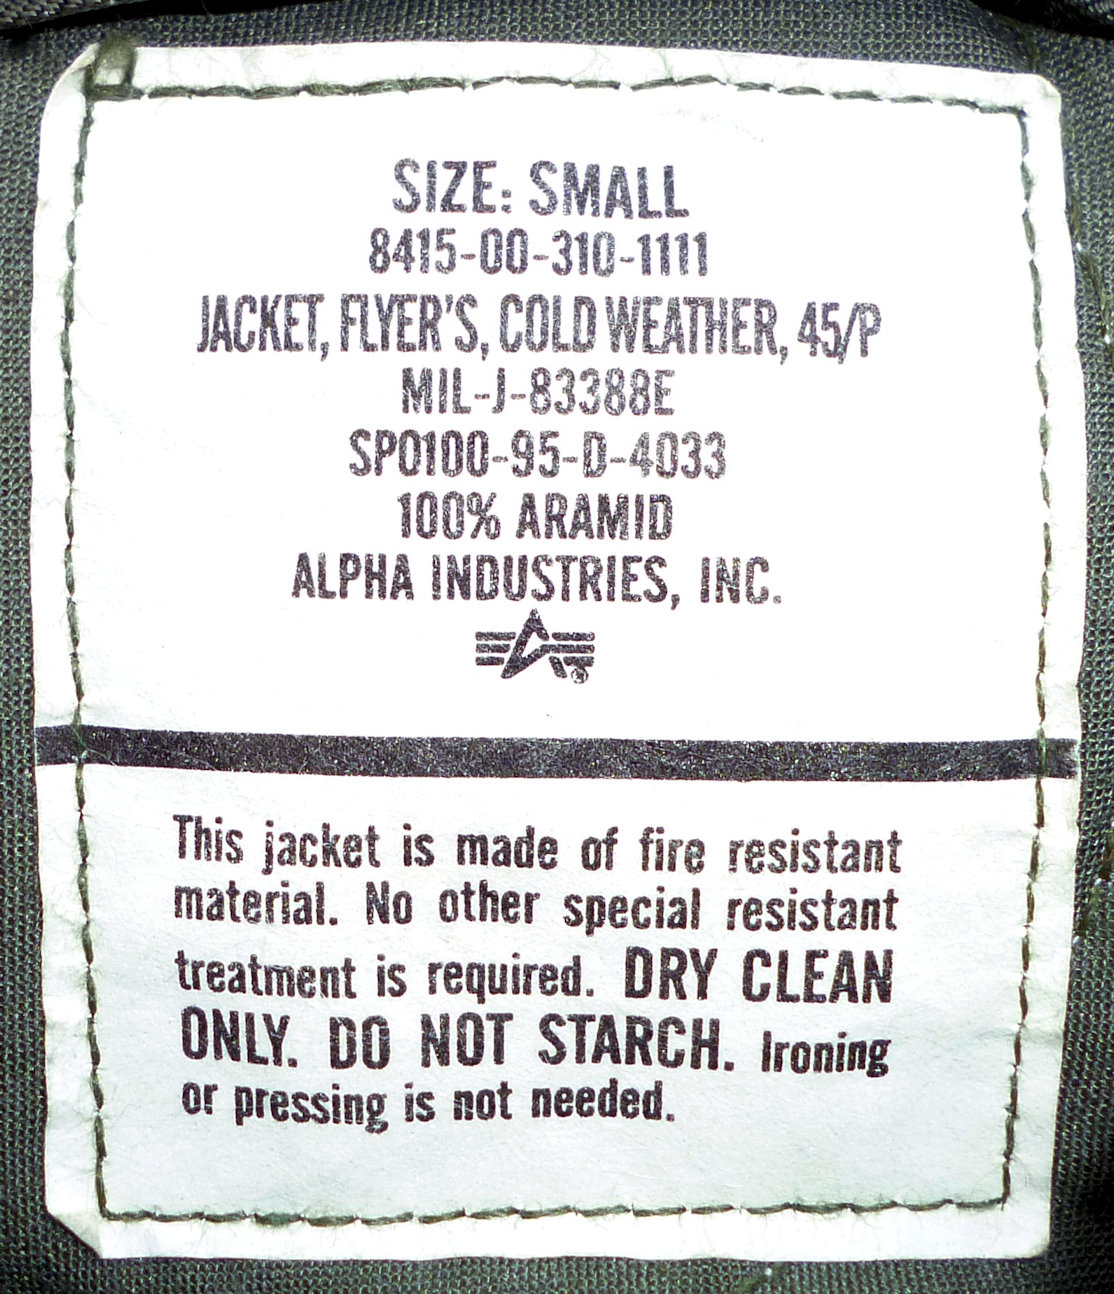 SIZE: SMALL
8415-00-310-1111
JACKET, FLYER'S, COLD WEATHER, 45/P
MIL-J-83388E
SPO100-95-D-4033
100% ARAMID
ALPHA INDUSTRIES, INC.
This jacket is made of fire resistant
material. No other special resistant
treatment is required. DRY CLEAN
ONLY. DO NOT STARCH. Ironing
or pressing is not needed.